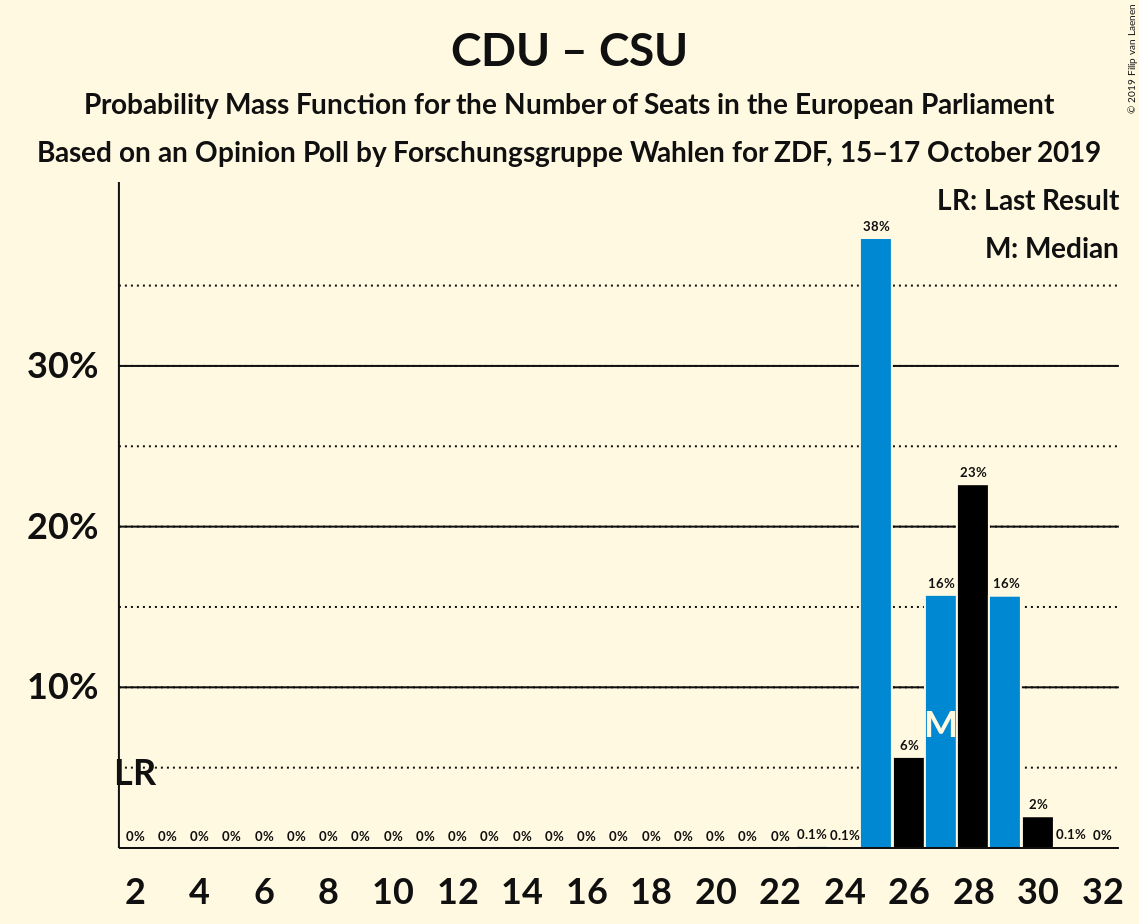 CDU – CSU
Probability Mass Function for the Number of Seats in the European Parliament
Based on an Opinion Poll by Forschungsgruppe Wahlen for ZDF, 15–17 October 2019
© 2019 Filip van Laenen
LR: Last Result
M: Median
38%
30%
23%
20%
16% 16%
10%
M
6%
LR
2%
0% 0% 0% 0% 0% 0% 0% 0% 0% 0% 0% 0% 0% 0% 0% 0% 0% 0% 0% 0% 0% 0.1% 0.1% 0.1% 0%
2 4 6 8 10 12 14 16 18 20 22 24 26 28 30 32